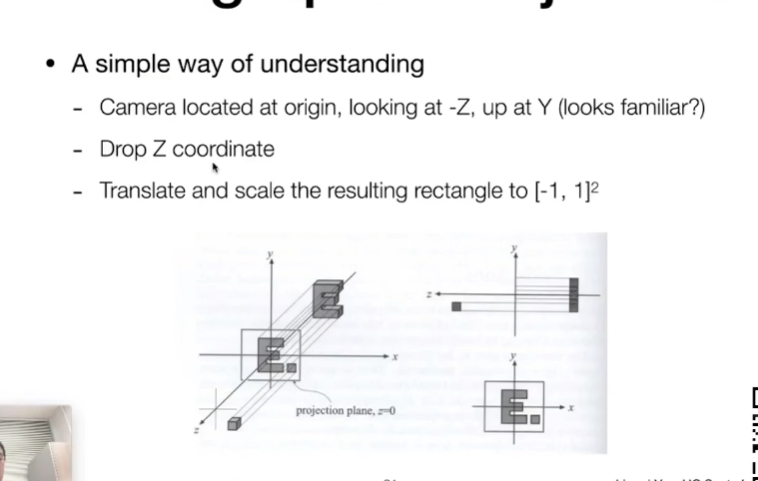 • A simple way of understanding
- Camera located at origin, looking at -Z, up at Y (looks familiar?)
- Drop Z coordinate
- Translate and scale the resulting rectangle to [-1, 1]²
y
E
E.
x
projection plane, z=0
z
y
z
y
E.
x